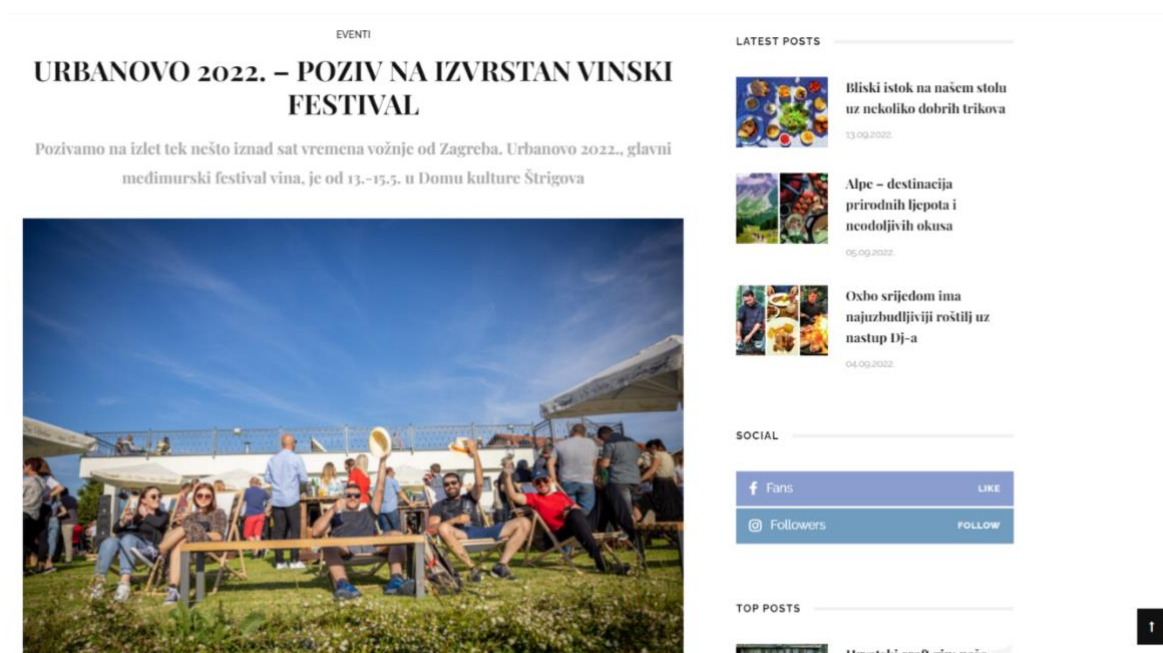 EVENTI
URBANOVO 2022. – POZIV NA IZVRSTAN VINSKI
FESTIVAL
Pozivamo na izlet tek nešto iznad sat vremena vožnje od Zagreba. Urbanovo 2022., glavni
međimurski festival vina, je od 13.-15.5. u Domu kulture Štrigova
LATEST POSTS
Bliski istok na našem stolu
uz nekoliko dobrih trikova
13.09.2022.
Alpe – destinacija
prirodnih ljepota i
neodoljivih okusa
05.09.2022.
Oxbo srijedom ima
najuzbudljiviji roštilj uz
nastup Dj-a
04.09.2022.
SOCIAL
Fans LIKE
Followers FOLLOW
TOP POSTS